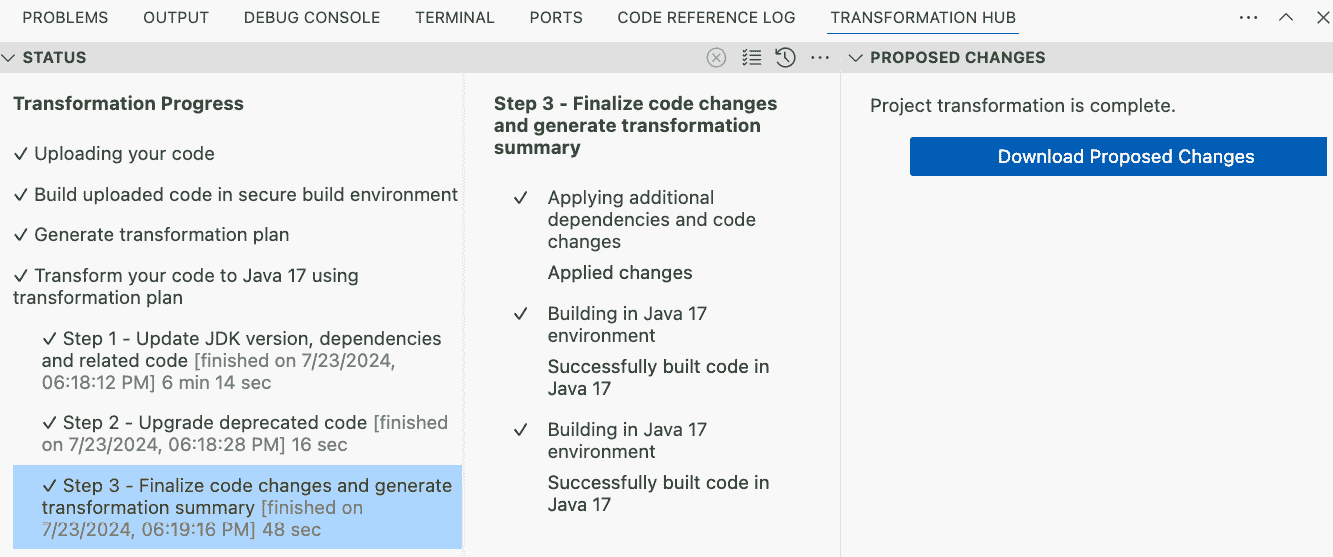 PROBLEMS OUTPUT DEBUG CONSOLE TERMINAL PORTS CODE REFERENCE LOG TRANSFORMATION HUB
STATUS
Transformation Progress
✓ Uploading your code
✓ Build uploaded code in secure build environment
✓ Generate transformation plan
✓ Transform your code to Java 17 using
transformation plan
✓ Step 1 - Update JDK version, dependencies
and related code [finished on 7/23/2024,
06:18:12 PM] 6 min 14 sec
✓ Step 2 - Upgrade deprecated code [finished
on 7/23/2024, 06:18:28 PM] 16 sec
✓ Step 3 - Finalize code changes and generate
transformation summary [finished on
7/23/2024, 06:19:16 PM] 48 sec
Step 3 - Finalize code changes
and generate transformation
summary
✓ Applying additional
dependencies and code
changes
Applied changes
✓ Building in Java 17
environment
Successfully built code in
Java 17
✓ Building in Java 17
environment
Successfully built code in
Java 17
PROPOSED CHANGES
Project transformation is complete.
Download Proposed Changes